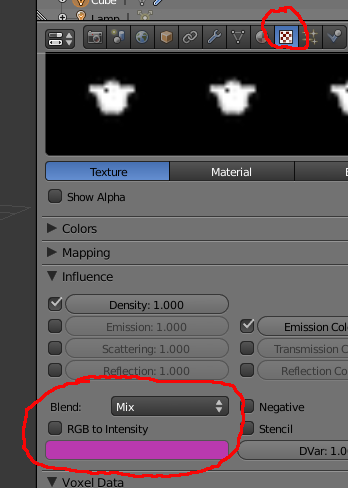 Cube
Lamp
Texture Material
Show Alpha
Colors
Mapping
Influence
Density: 1.000
Emission: 1.000 Emission Col
Scattering: 1.000 Transmission C
Reflection: 1.000 Reflection Co
Blend: Mix Negative
RGB to Intensity Stencil
DVar: 1.0
Voxel Data